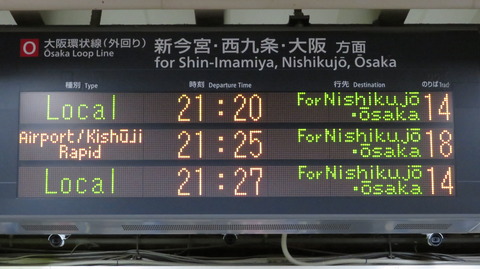 O 大阪環状線(外回り) 新今宮・西九条・大阪 方面
Osaka Loop Line for Shin-Imamiya, Nishikujō, Ōsaka
種別 Type 時刻 Departure Time 行先 Destination のりば Track
Local 21:20 For Nishikujō 14
・ōsaka
Airport/Kishūji 21:25 For Nishikujō 18
Rapid ・ōsaka
Local 21:27 For Nishikujō 14
・ōsaka